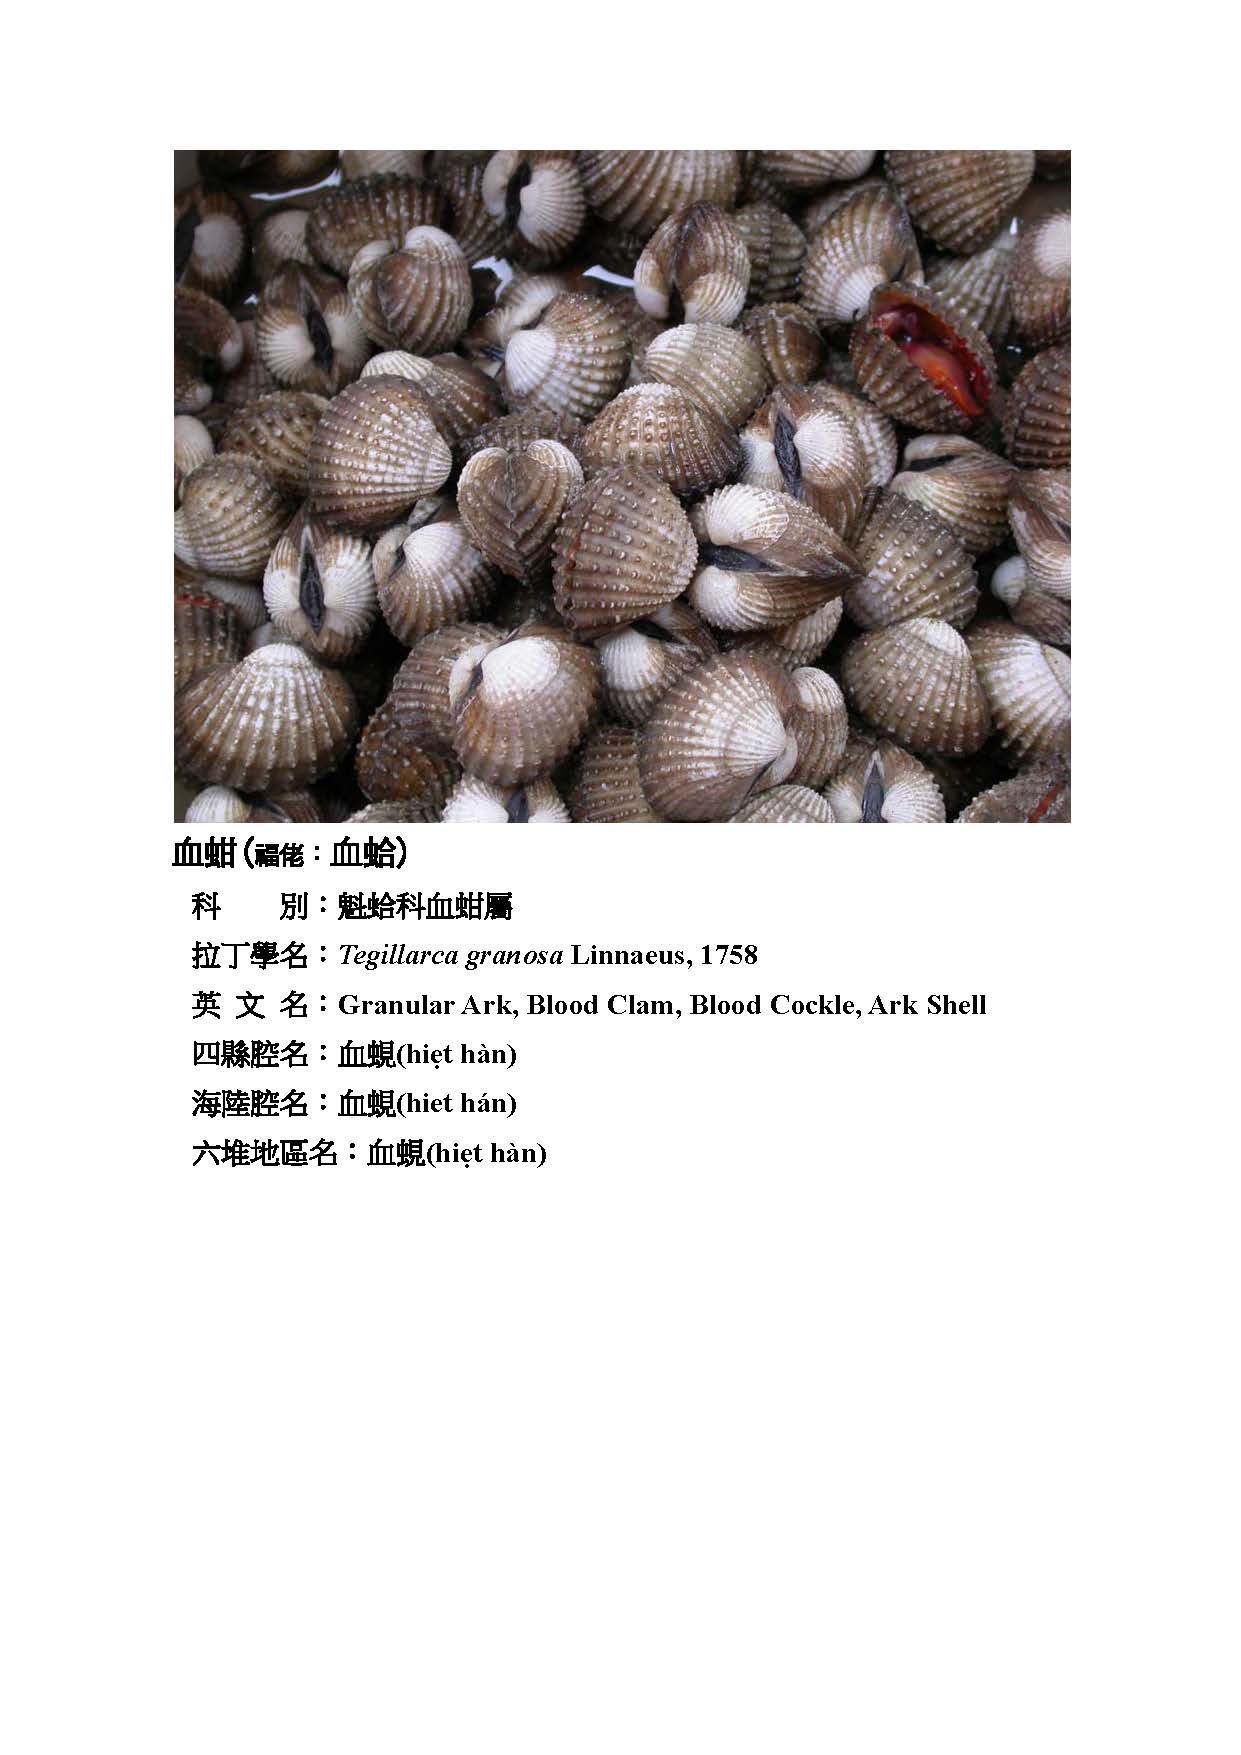 血蚶(福佬：血蛤)
科　　別：魁蛤科血蚶屬
拉丁學名：Tegillarca granosa Linnaeus, 1758
英 文 名：Granular Ark, Blood Clam, Blood Cockle, Ark Shell
四縣腔名：血蜆(hiẹt hàn)
海陸腔名：血蜆(hiet hán)
六堆地區名：血蜆(hiẹt hàn)